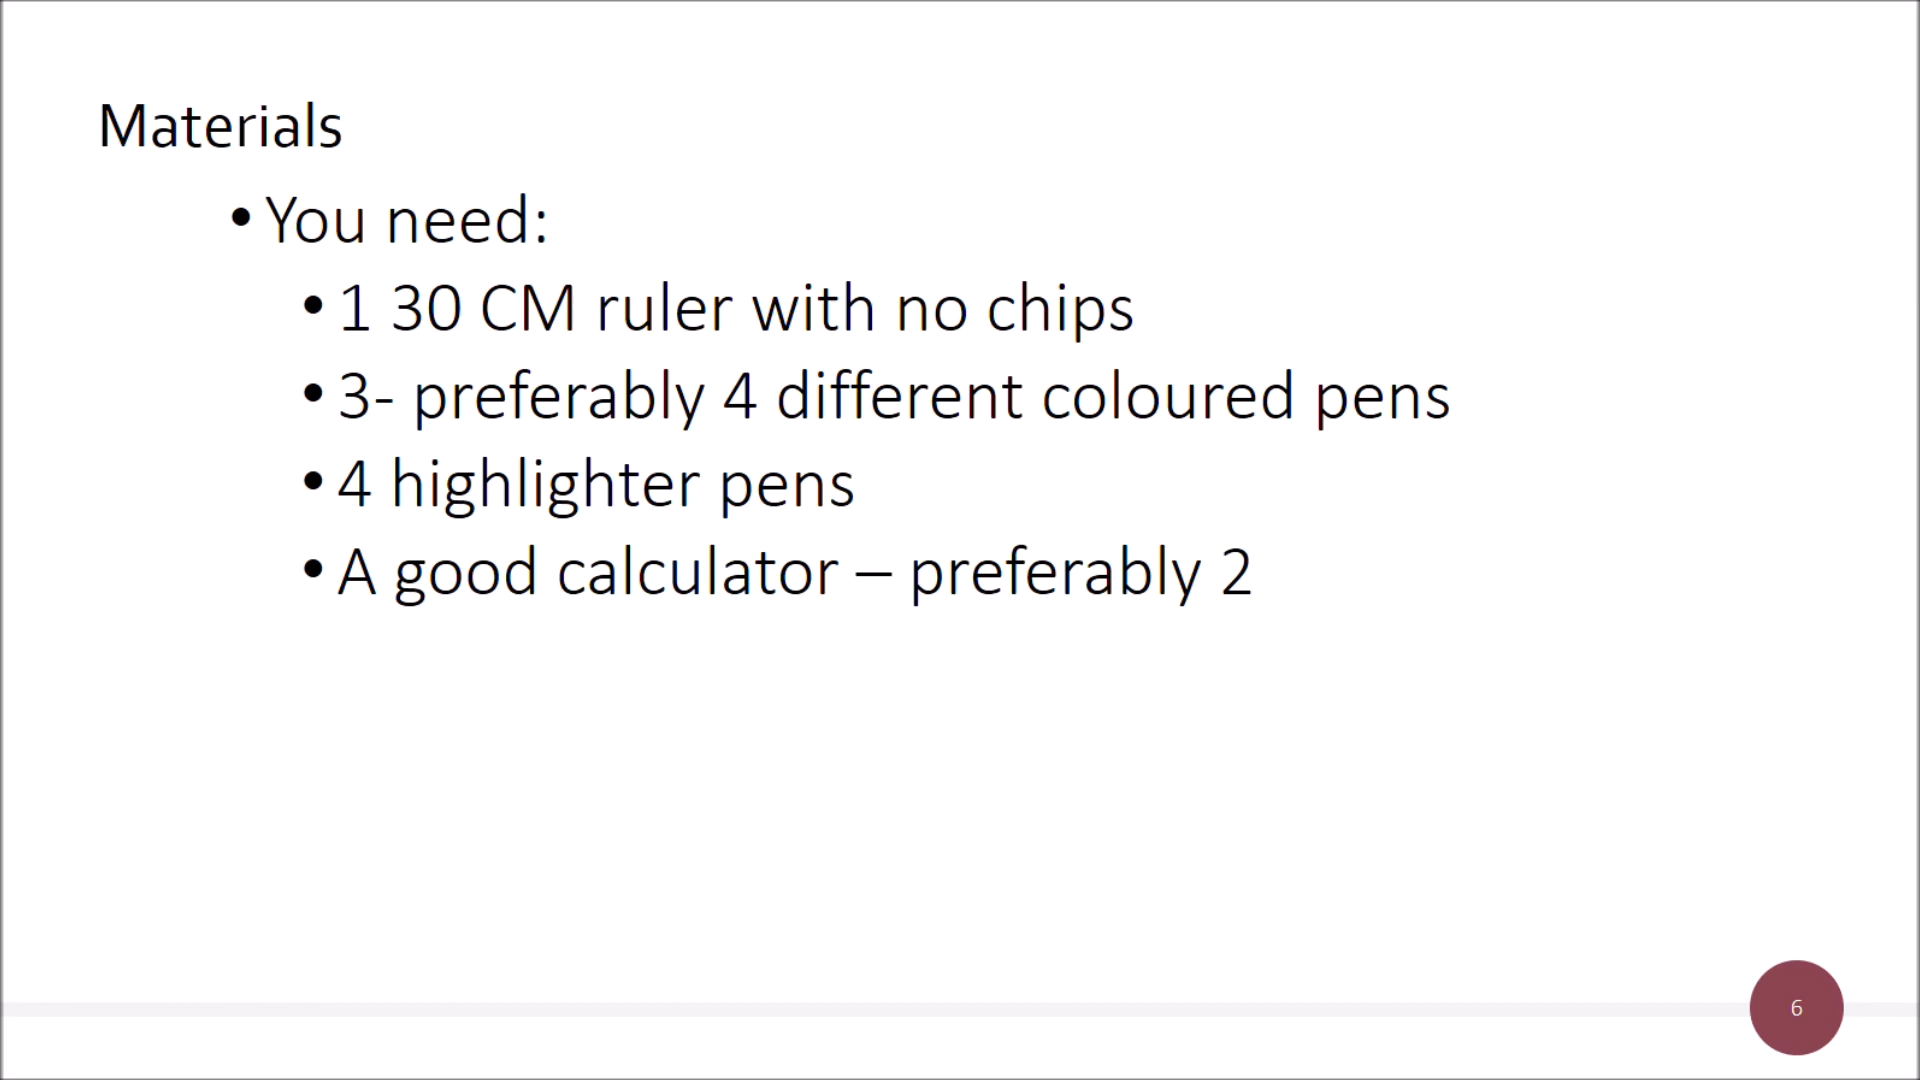 Materials
• You need:
• 1 30 CM ruler with no chips
• 3- preferably 4 different coloured pens
• 4 highlighter pens
• A good calculator – preferably 2
6